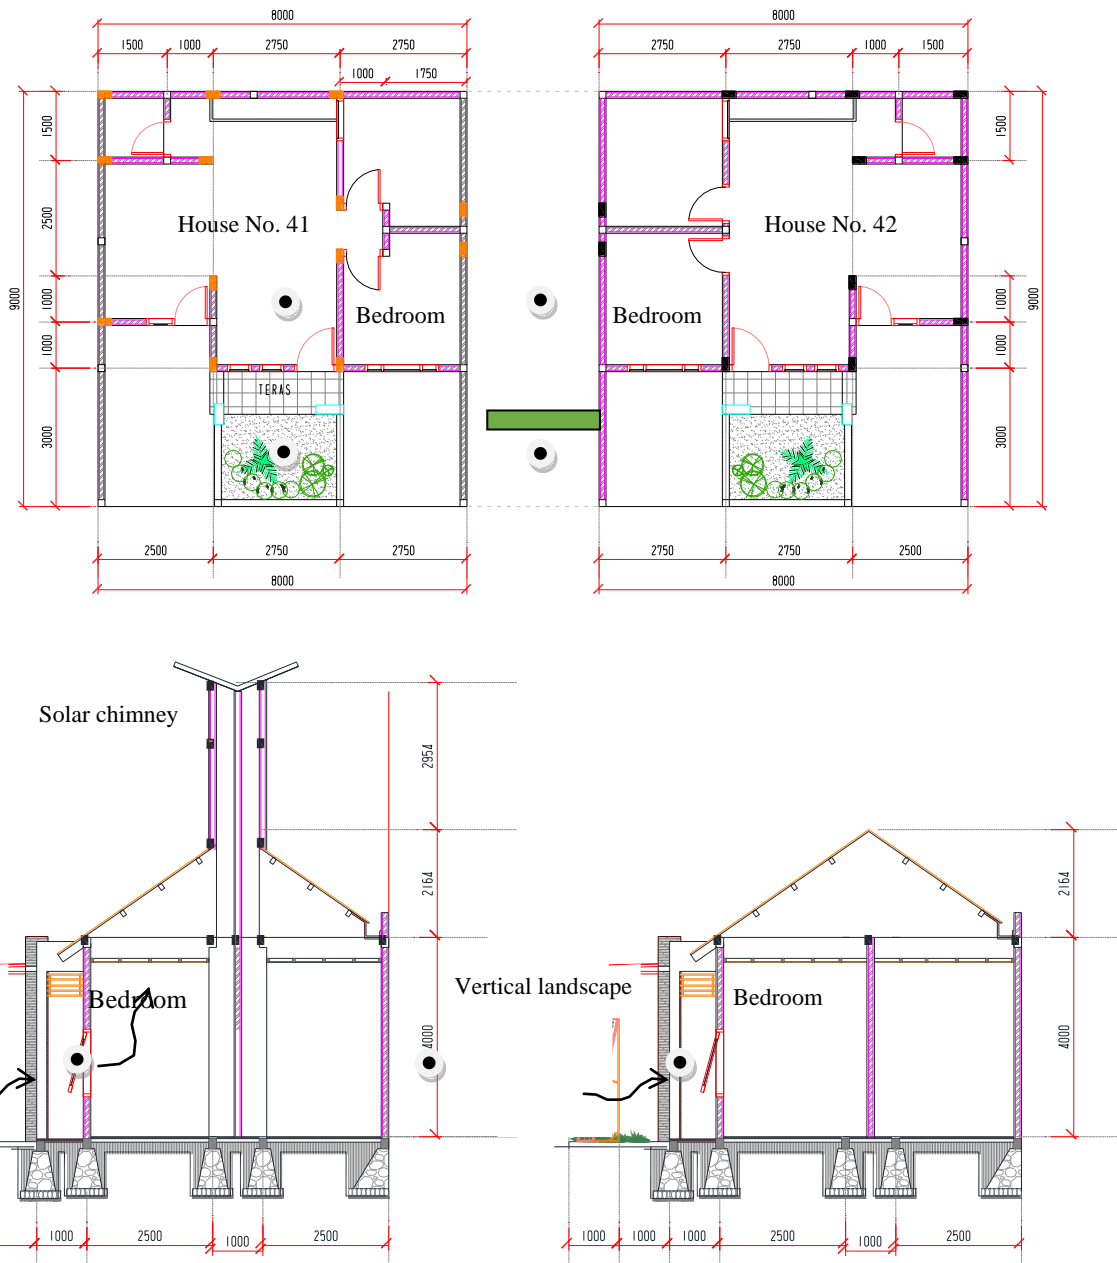 8000
8000
1500 1000 2750 2750
2750 2750 1000 1500
1000 1750
1500
1500
2500
2500
House No. 41
House No. 42
9000
1000
Bedroom
Bedroom
1000
9000
1000
1000
TERAS
3000
3000
2500 2750 2750
2750 2750 2500
8000
8000
Solar chimney
2954
2164
2164
Bedroom
Vertical landscape
Bedroom
4000
4000
1000 2500 1000 2500
1000 1000 1000 2500 1000 2500